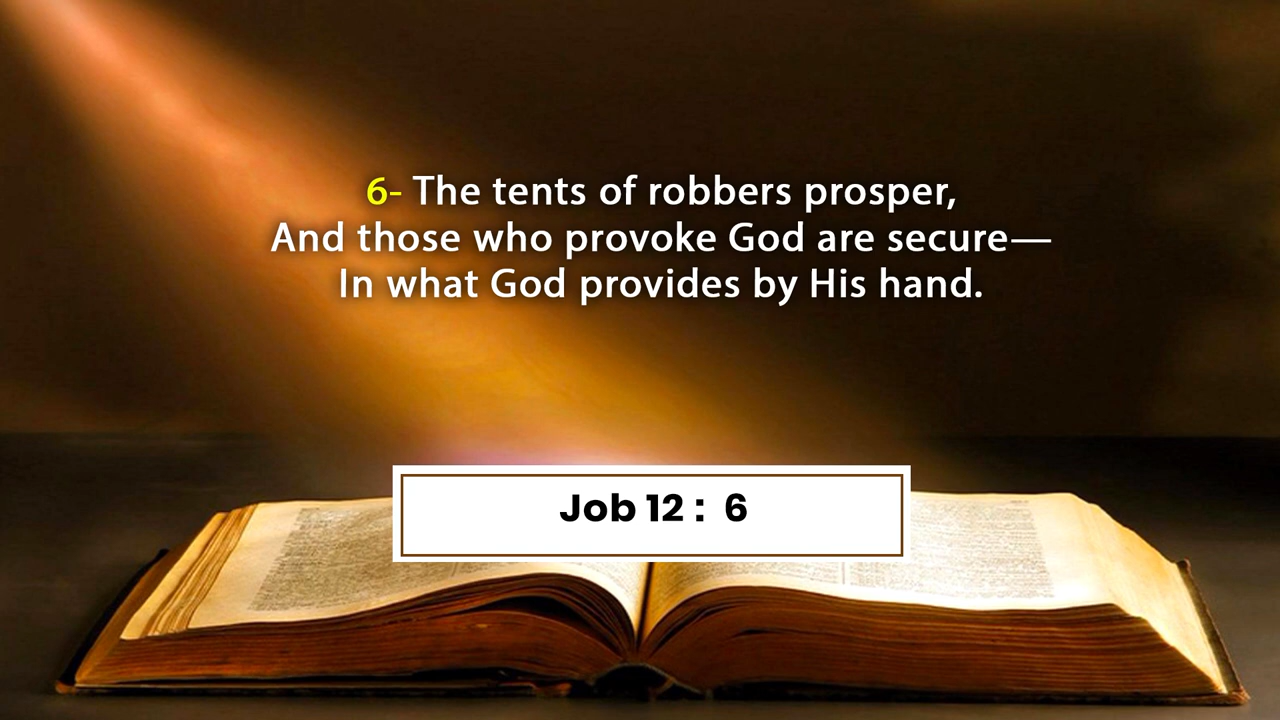 6- The tents of robbers prosper,
And those who provoke God are secure—
In what God provides by His hand.
Job 12 : 6